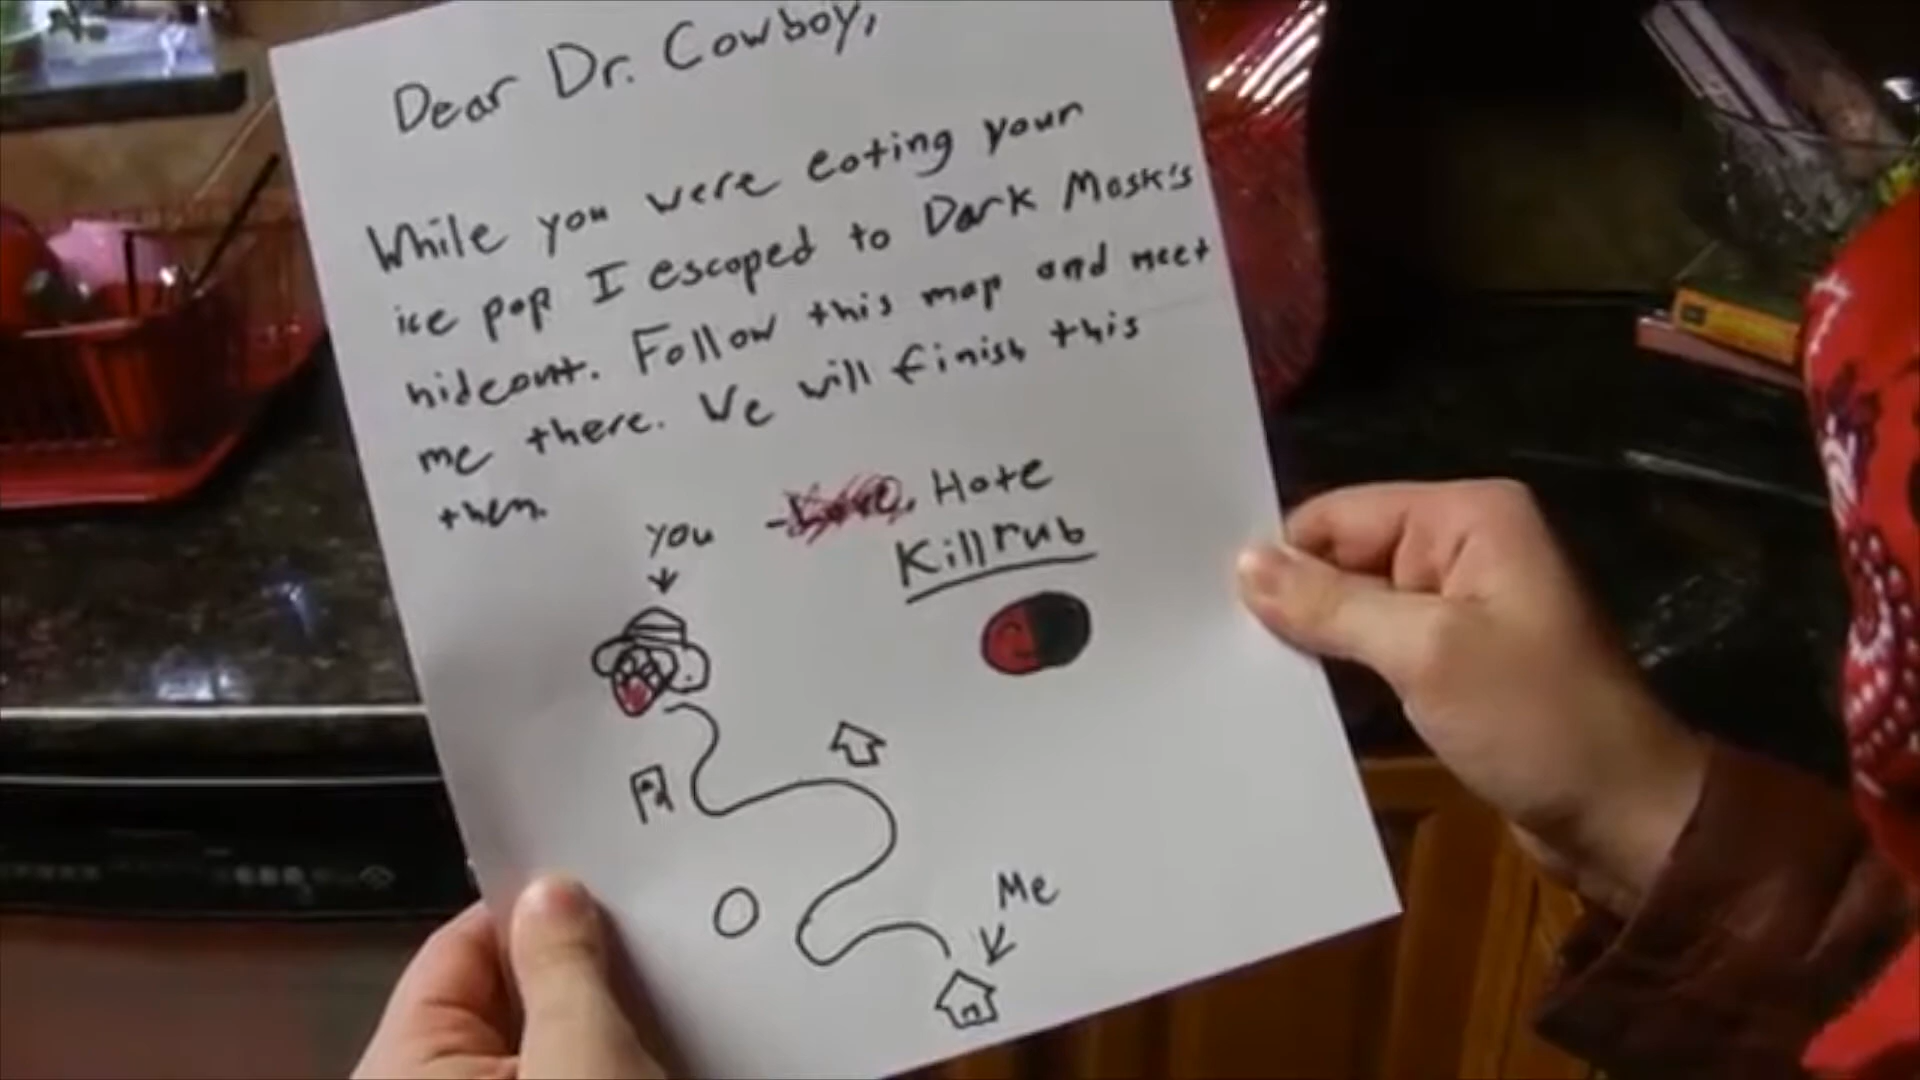 Dear Dr. Cowboy,
While you were eating your
ice pop I escaped to Dark Mask's
hideout. Follow this map and meet
me there. We will finish this
then.
-Love, Hate
Killrub
you
Me